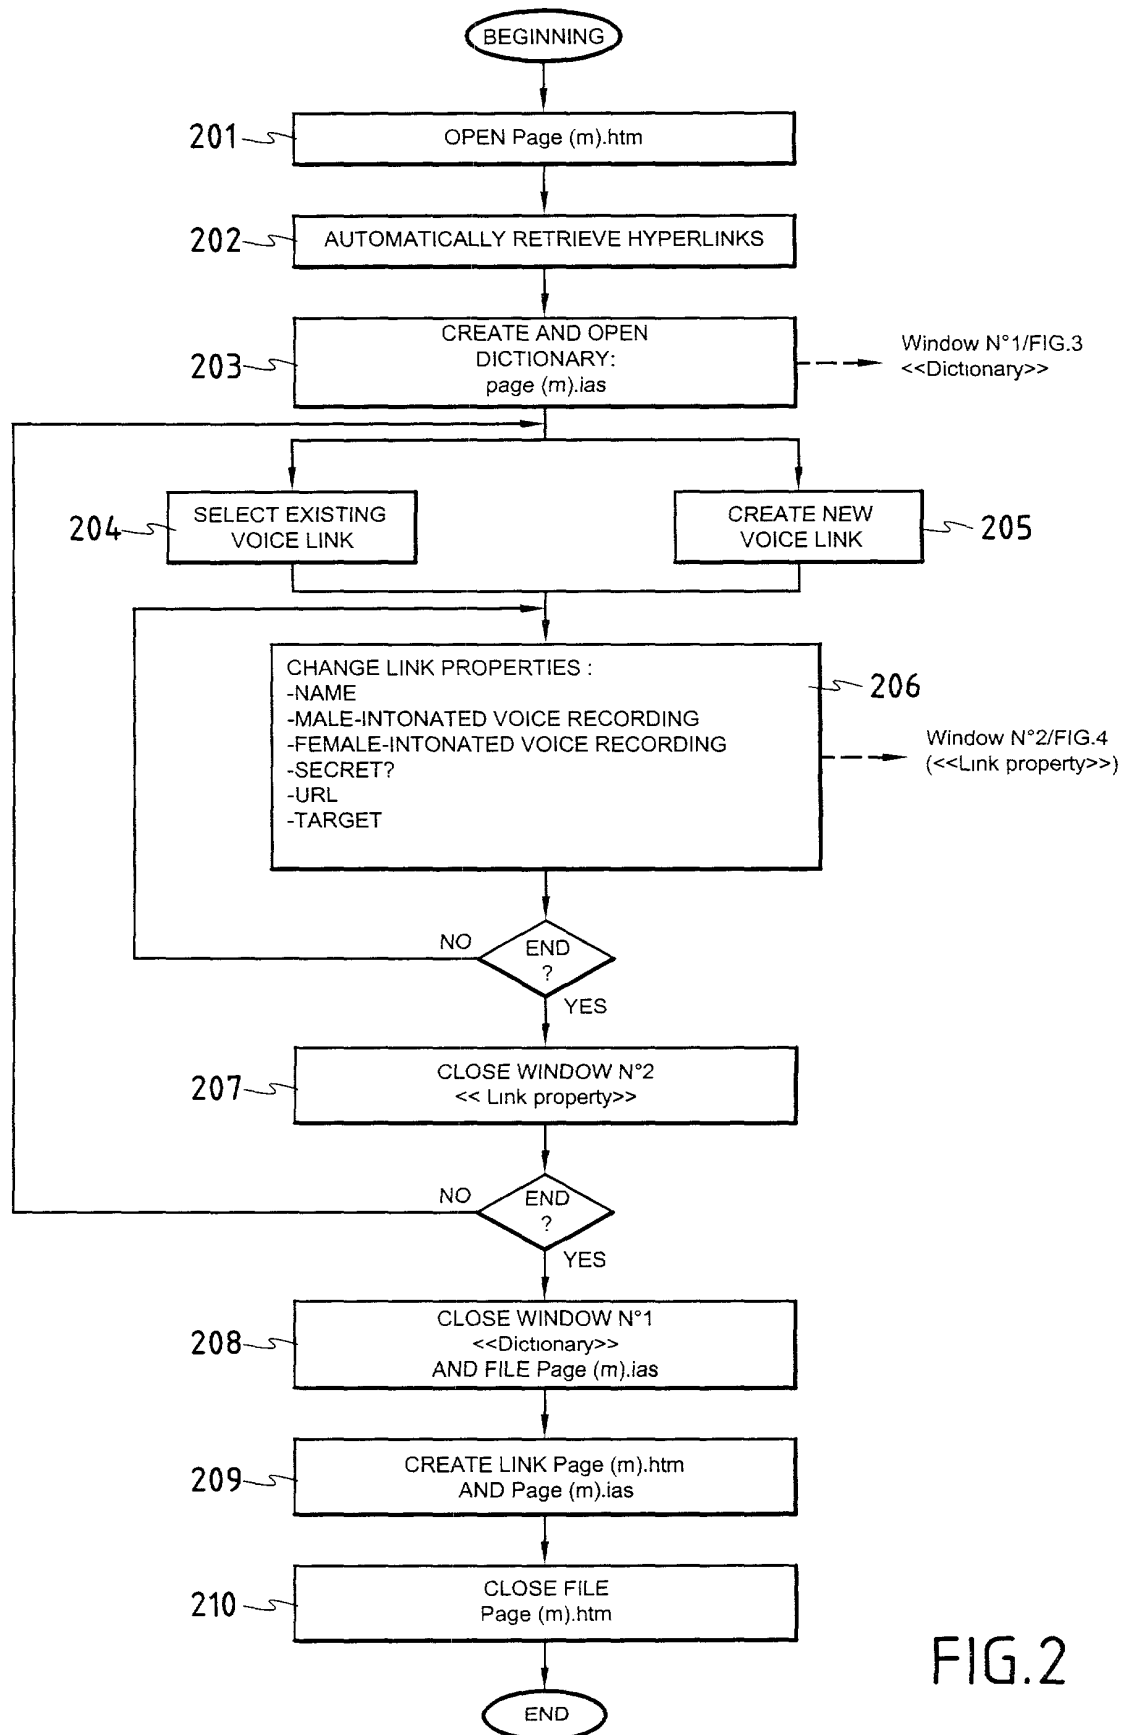 BEGINNING
201
OPEN Page (m).htm
202
AUTOMATICALLY RETRIEVE HYPERLINKS
203
CREATE AND OPEN
DICTIONARY:
page (m).ias
Window N°1/FIG.3
<<Dictionary>>
204
SELECT EXISTING
VOICE LINK
CREATE NEW
VOICE LINK
205
CHANGE LINK PROPERTIES :
-NAME
-MALE-INTONATED VOICE RECORDING
-FEMALE-INTONATED VOICE RECORDING
-SECRET?
-URL
-TARGET
206
Window N°2/FIG.4
(<<Link property>>)
NO
END
?
YES
207
CLOSE WINDOW N°2
<< Link property>>
NO
END
?
YES
208
CLOSE WINDOW N°1
<<Dictionary>>
AND FILE Page (m).ias
209
CREATE LINK Page (m).htm
AND Page (m).ias
210
CLOSE FILE
Page (m).htm
END
FIG.2